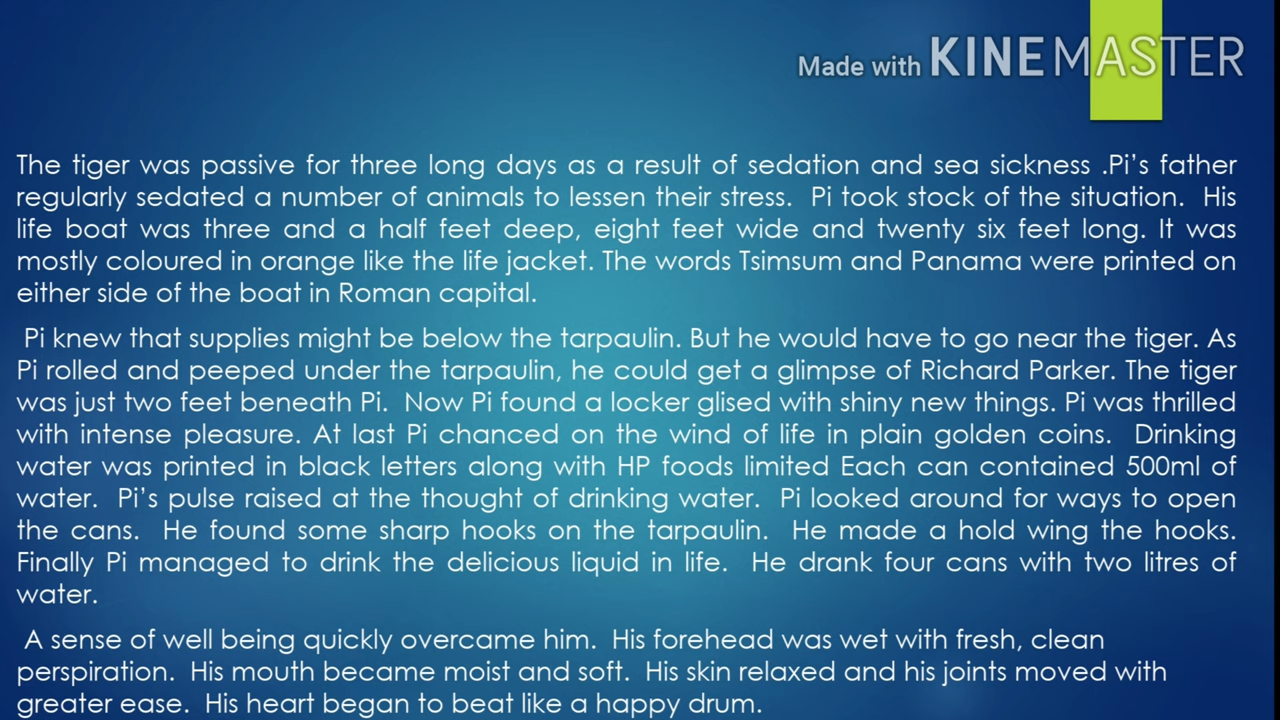 Made with KINEMASTER
The tiger was passive for three long days as a result of sedation and sea sickness .Pi’s father
regularly sedated a number of animals to lessen their stress. Pi took stock of the situation. His
life boat was three and a half feet deep, eight feet wide and twenty six feet long. It was
mostly coloured in orange like the life jacket. The words Tsimsum and Panama were printed on
either side of the boat in Roman capital.
Pi knew that supplies might be below the tarpaulin. But he would have to go near the tiger. As
Pi rolled and peeped under the tarpaulin, he could get a glimpse of Richard Parker. The tiger
was just two feet beneath Pi. Now Pi found a locker glised with shiny new things. Pi was thrilled
with intense pleasure. At last Pi chanced on the wind of life in plain golden coins. Drinking
water was printed in black letters along with HP foods limited Each can contained 500ml of
water. Pi’s pulse raised at the thought of drinking water. Pi looked around for ways to open
the cans. He found some sharp hooks on the tarpaulin. He made a hold wing the hooks.
Finally Pi managed to drink the delicious liquid in life. He drank four cans with two litres of
water.
A sense of well being quickly overcame him. His forehead was wet with fresh, clean
perspiration. His mouth became moist and soft. His skin relaxed and his joints moved with
greater ease. His heart began to beat like a happy drum.